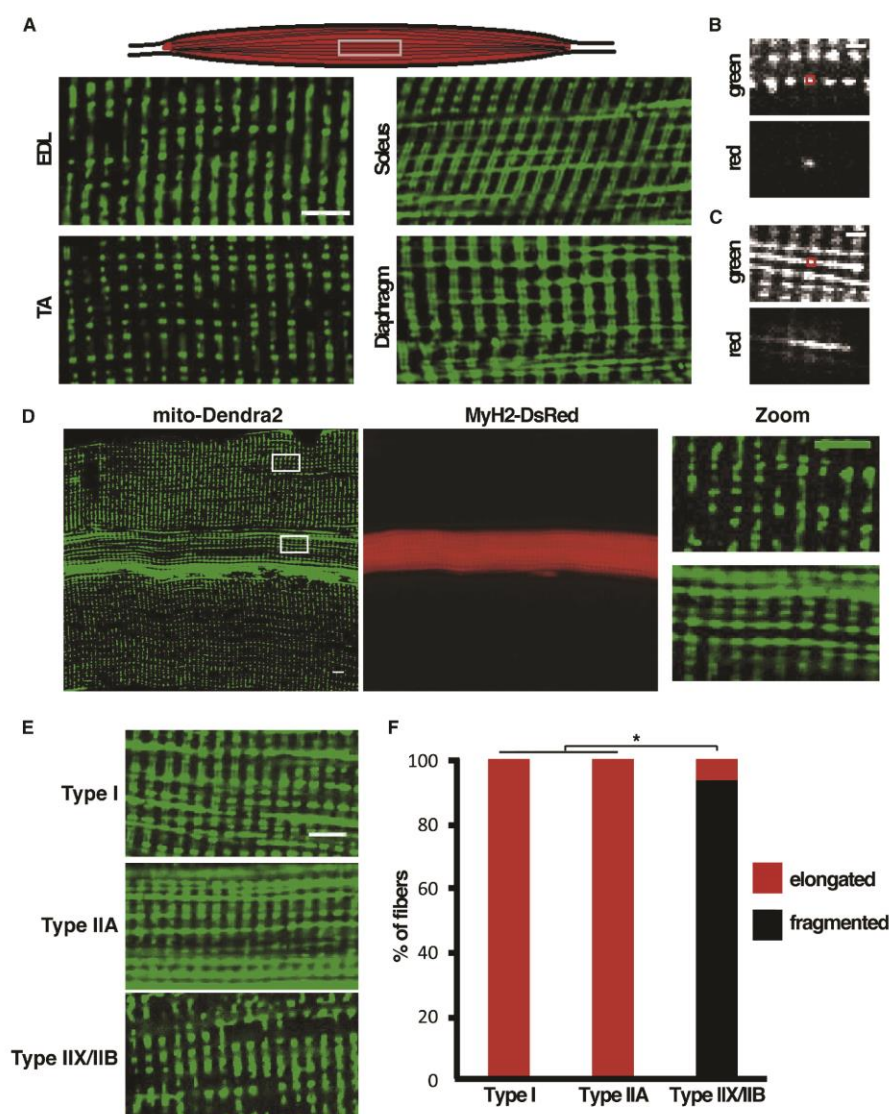 A
B
green
red
EDL
Soleus
TA
Diaphragm
C
green
red
D
mito-Dendra2
MyH2-DsRed
Zoom
E
Type I
Type IIA
Type IIX/IIB
F
*
% of fibers
100
80
60
40
20
0
Type I Type IIA Type IIX/IIB
elongated
fragmented